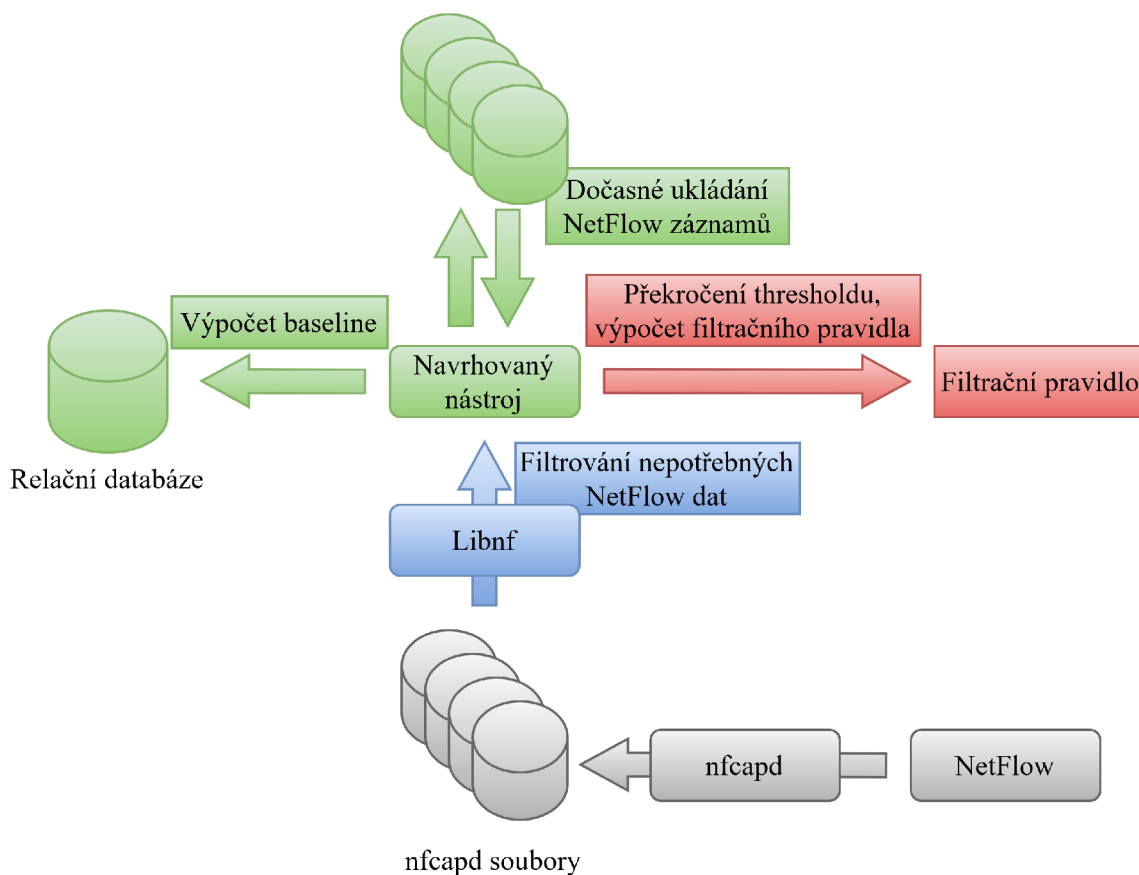 Dočasné ukládání
NetFlow záznamů
Překročení thresholdu,
výpočet filtračního pravidla
Výpočet baseline
Navrhovaný
nástroj
Filtrační pravidlo
Relační databáze
Filtrování nepotřebných
NetFlow dat
Libnf
nfcapd
NetFlow
nfcapd soubory